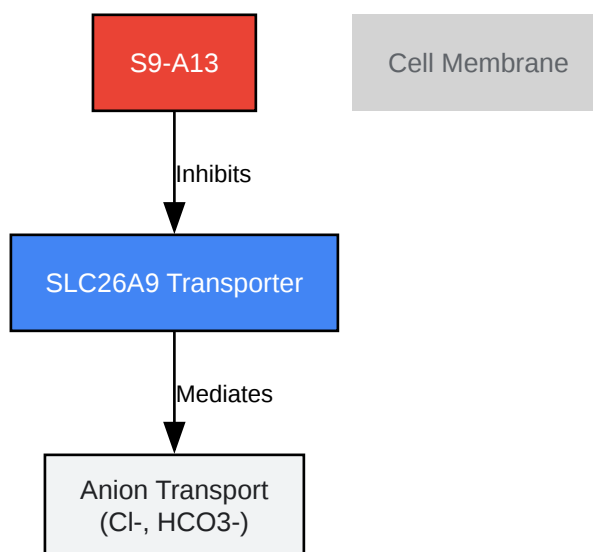 S9-A13
Cell Membrane
Inhibits
SLC26A9 Transporter
Mediates
Anion Transport
(Cl-, HCO3-)